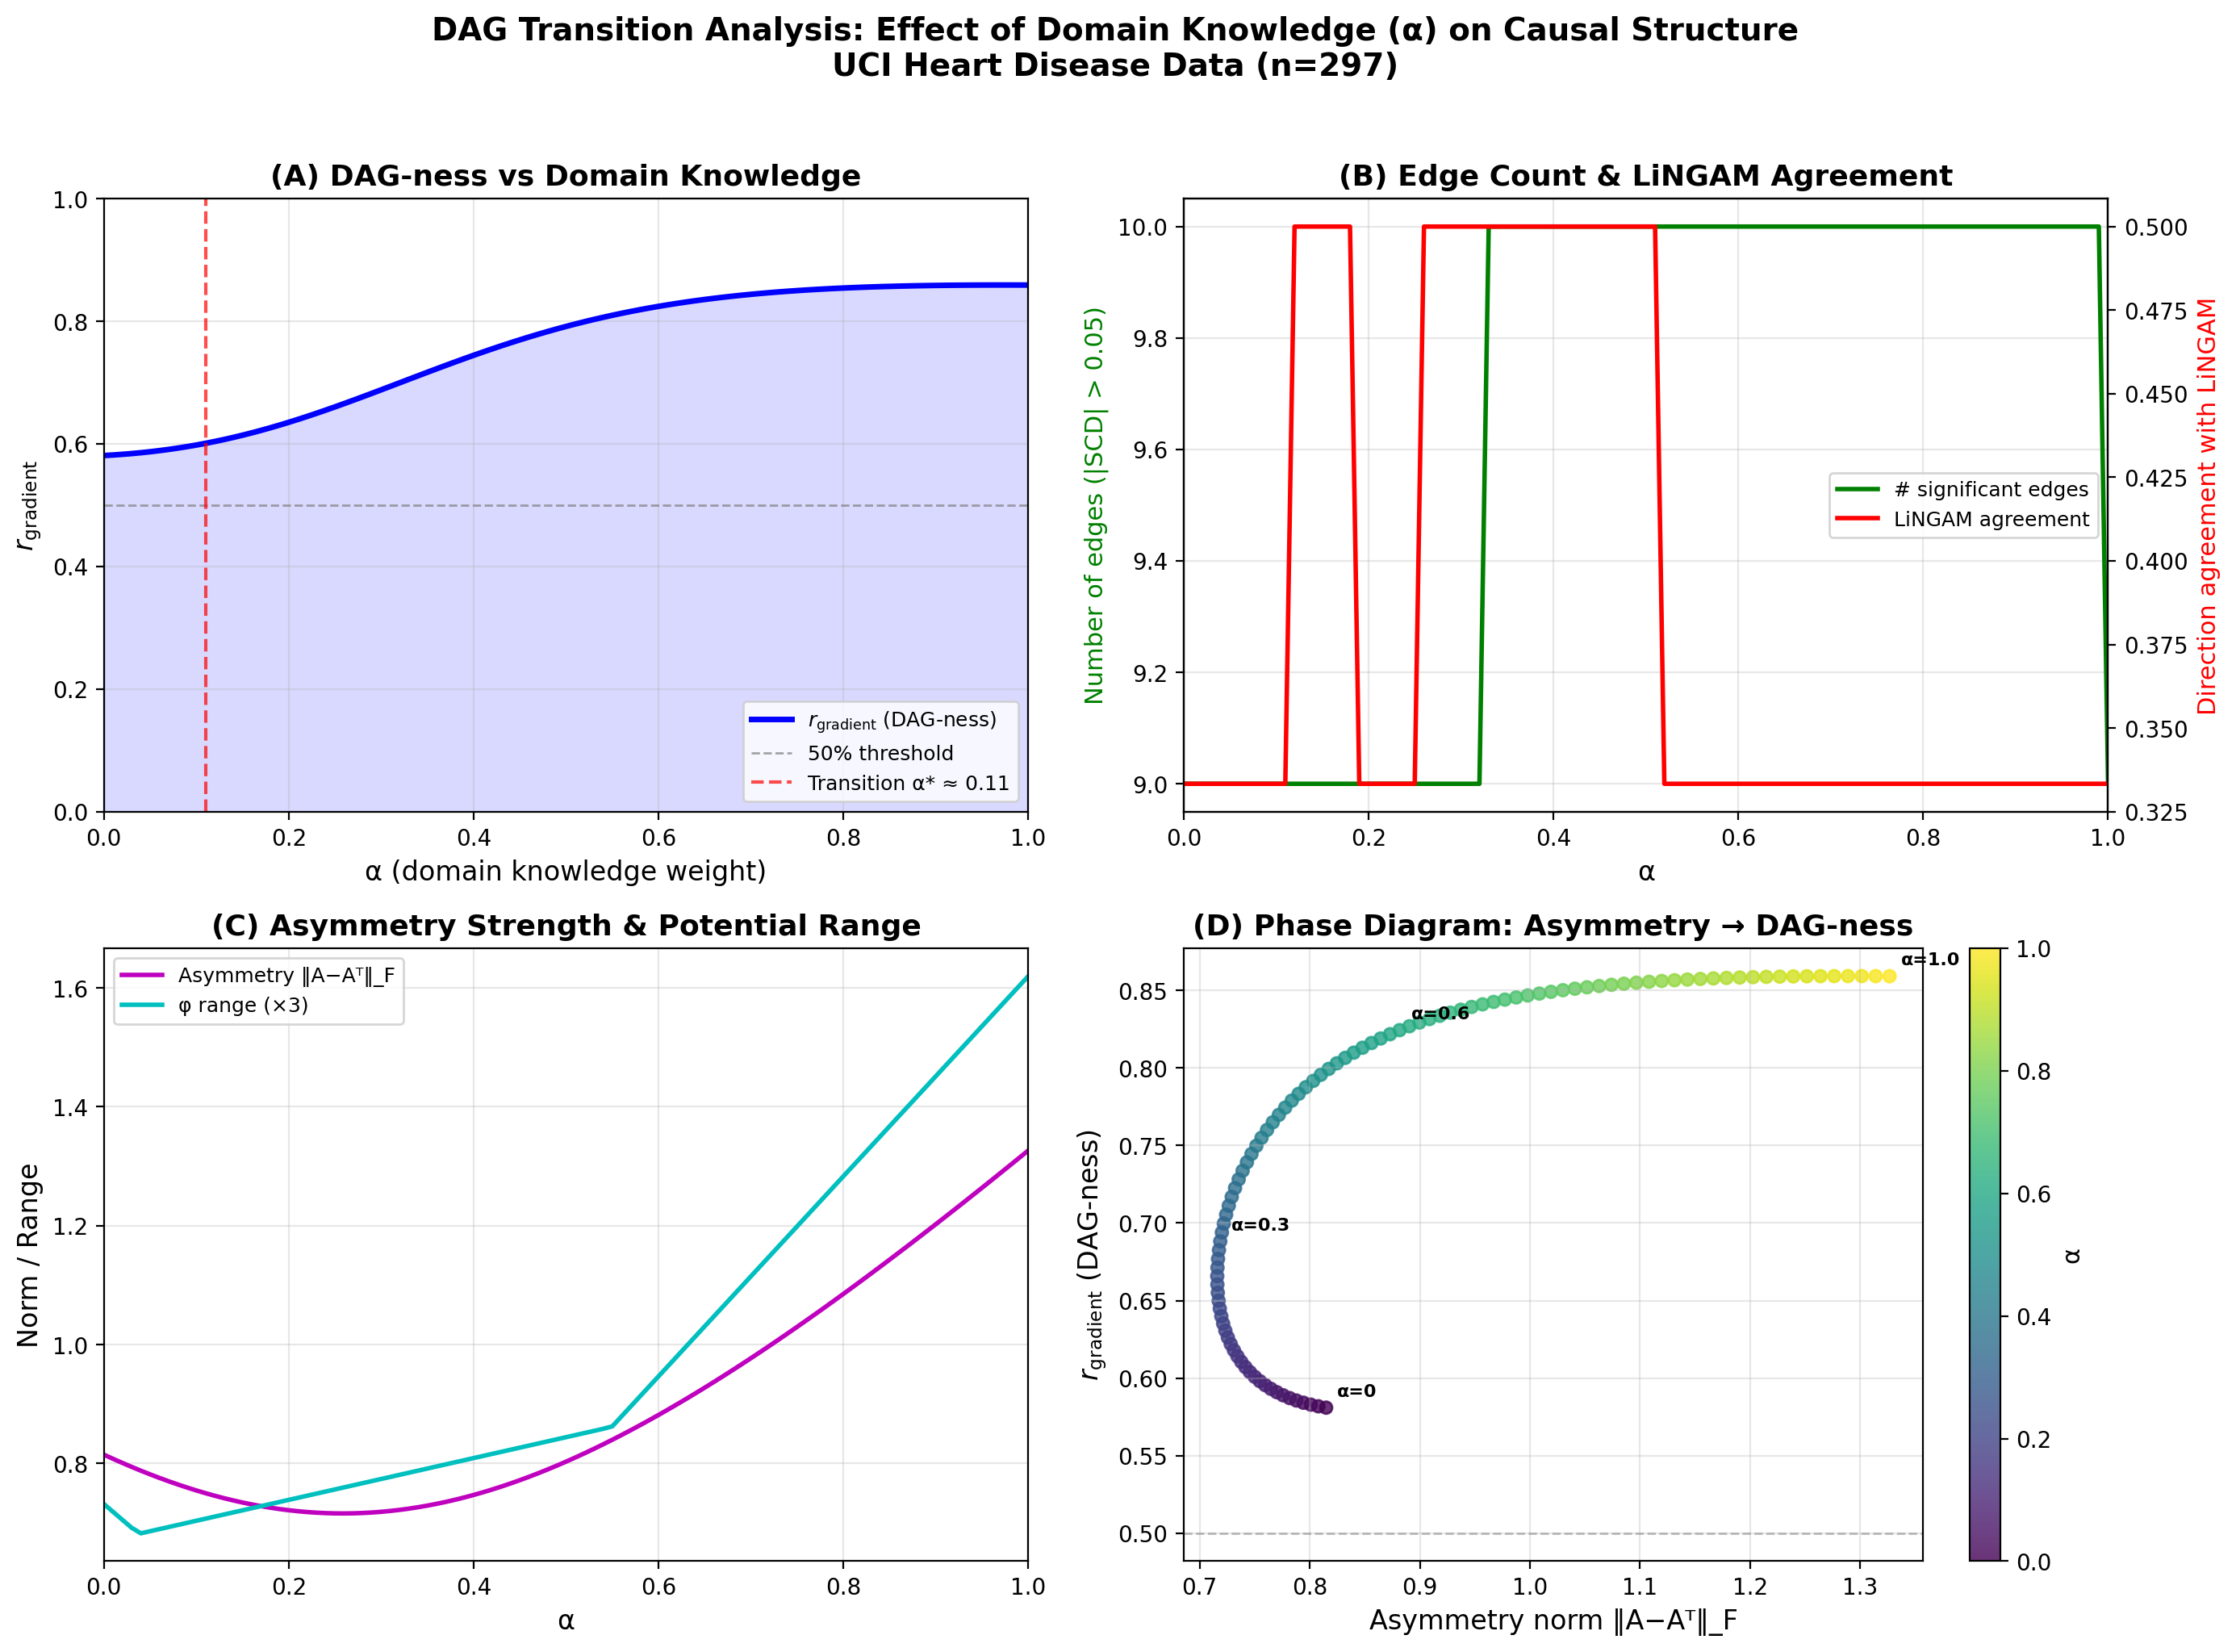 DAG Transition Analysis: Effect of Domain Knowledge (α) on Causal Structure
UCI Heart Disease Data (n=297)
(A) DAG-ness vs Domain Knowledge
1.0
0.8
0.6
0.4
0.2
0.0
r_gradient
r_gradient (DAG-ness)
50% threshold
Transition α* ≈ 0.11
0.0 0.2 0.4 0.6 0.8 1.0
α (domain knowledge weight)
(B) Edge Count & LiNGAM Agreement
10.0
9.8
9.6
9.4
9.2
9.0
Number of edges (|SCD| > 0.05)
# significant edges
LiNGAM agreement
0.500
0.475
0.450
0.425
0.400
0.375
0.350
0.325
Direction agreement with LiNGAM
0.0 0.2 0.4 0.6 0.8 1.0
α
(C) Asymmetry Strength & Potential Range
Asymmetry ‖A−Aᵀ‖_F
φ range (×3)
1.6
1.4
1.2
1.0
0.8
Norm / Range
0.0 0.2 0.4 0.6 0.8 1.0
α
(D) Phase Diagram: Asymmetry → DAG-ness
0.85
0.80
0.75
0.70
0.65
0.60
0.55
0.50
r_gradient (DAG-ness)
α=1.0
α=0.6
α=0.3
α=0
0.7 0.8 0.9 1.0 1.1 1.2 1.3
Asymmetry norm ‖A−Aᵀ‖_F
1.0
0.8
0.6
0.4
0.2
0.0
α